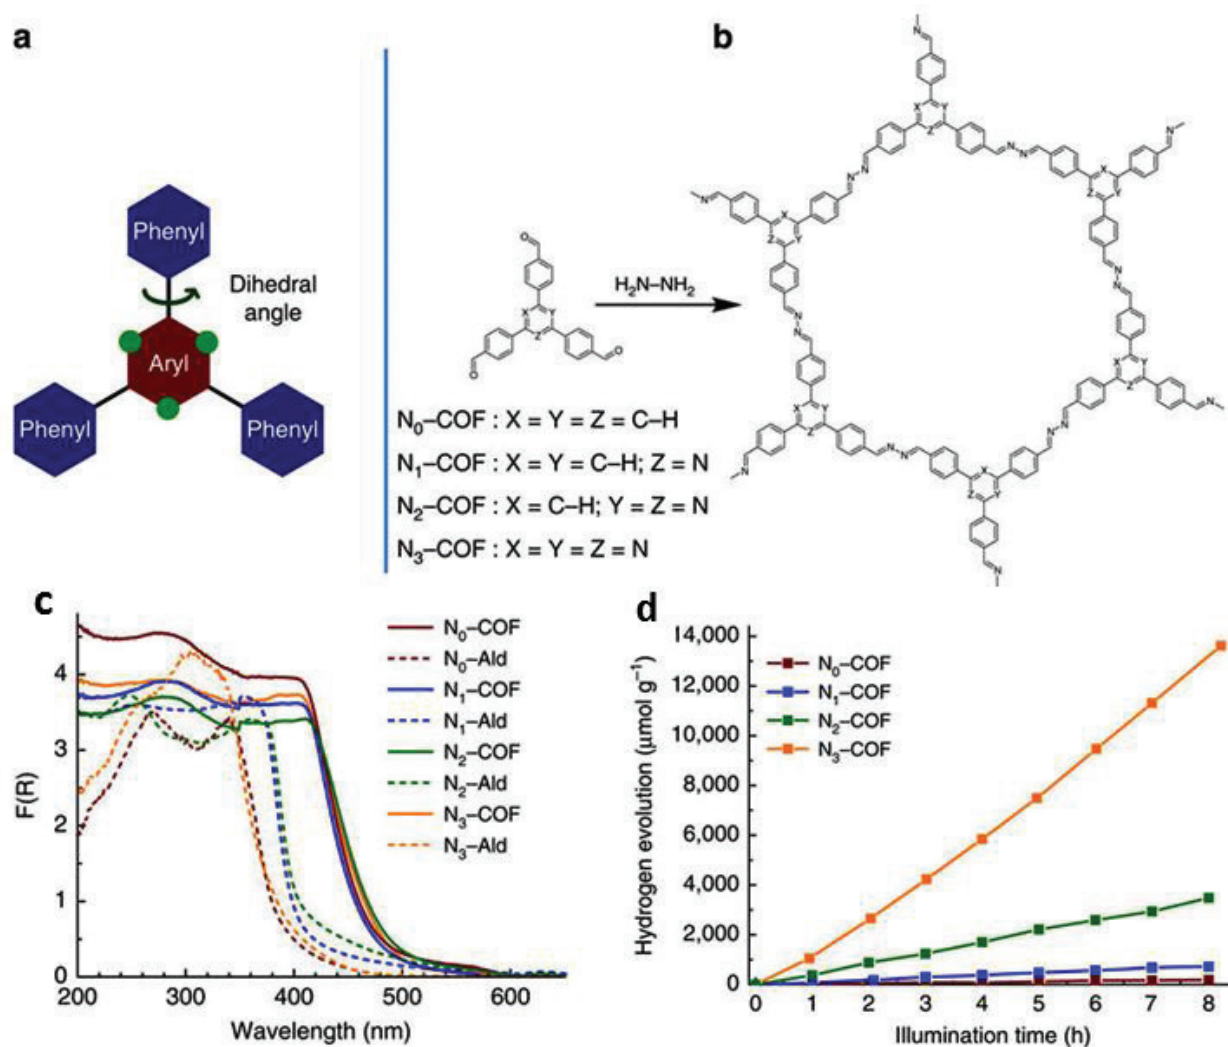 a
Phenyl
Dihedral
angle
Aryl
Phenyl
Phenyl
b
H₂N–NH₂
N₀–COF : X = Y = Z = C–H
N₁–COF : X = Y = C–H; Z = N
N₂–COF : X = C–H; Y = Z = N
N₃–COF : X = Y = Z = N
c
N₀–COF
N₀–Ald
N₁–COF
N₁–Ald
N₂–COF
N₂–Ald
N₃–COF
N₃–Ald
F(R)
4
3
2
1
0
200
300
400
500
600
Wavelength (nm)
d
N₀–COF
N₁–COF
N₂–COF
N₃–COF
Hydrogen evolution (μmol g⁻¹)
14,000
12,000
10,000
8,000
6,000
4,000
2,000
0
0
1
2
3
4
5
6
7
8
Illumination time (h)